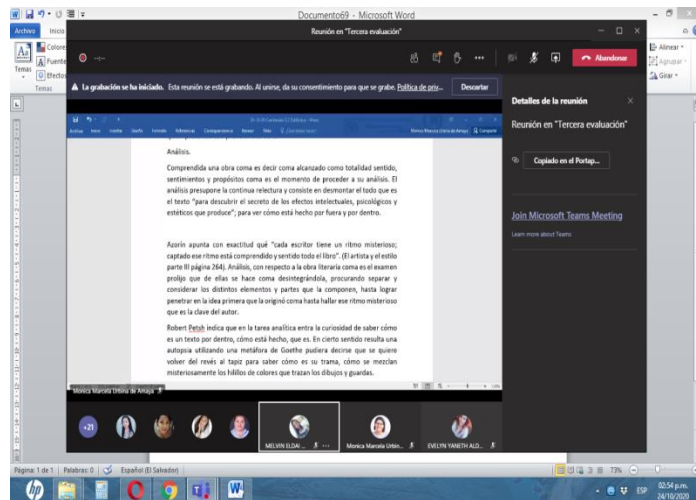 Documento69 - Microsoft Word
Archivo
Inicio
Reunión en "Tercera evaluación"
Aa
Temas
Colore
Fuente
Efectos
Temas
Alinear
Agrupar
Girar
Abandonar
La grabación se ha iniciado. Esta reunión se está grabando. Al unirse, da su consentimiento para que se grabe. Política de priv...
Descartar
Detalles de la reunión
Reunión en "Tercera evaluación"
Copiado en el Portap...
Join Microsoft Teams Meeting
Learn more about Teams
Análisis.
Comprendida una obra coma es decir coma alcanzado como totalidad sentido,
sentimientos y propósitos coma es el momento de proceder a su análisis. El
análisis presupone la continua relectura y consiste en desmontar el todo que es
el texto "para descubrir el secreto de los efectos intelectuales, psicológicos y
estéticos que produce"; para ver cómo está hecho por fuera y por dentro.
Azorín apunta con exactitud qué "cada escritor tiene un ritmo misterioso;
captado ese ritmo está comprendido y sentido todo el libro". (El artista y el estilo
parte III página 264). Análisis, con respecto a la obra literaria coma es el examen
prolijo que de ellas se hace coma desintegrándola, procurando separar y
considerar los distintos elementos y partes que la componen, hasta lograr
penetrar en la idea primera que la originó coma hasta hallar ese ritmo misterioso
que es la clave del autor.
Robert Petsh indica que en la tarea analítica entra la curiosidad de saber cómo
es un texto por dentro, cómo está hecho, que es. En cierto sentido resulta una
autopsia utilizando una metáfora de Goethe pudiera decirse que se quiere
volver del revés al tapiz para saber cómo es su trama, cómo se mezclan
misteriosamente los hilillos de colores que trazan los dibujos y guardas.
Monica Marcela Urbina de Amaya
+21
MELVIN ELDAI ...
Monica Marcela Urbin...
EVELYN YANETH ALD...
Página: 1 de 1
Palabras: 0
Español (El Salvador)
73%
ESP
02:54 p.m.
24/10/2020